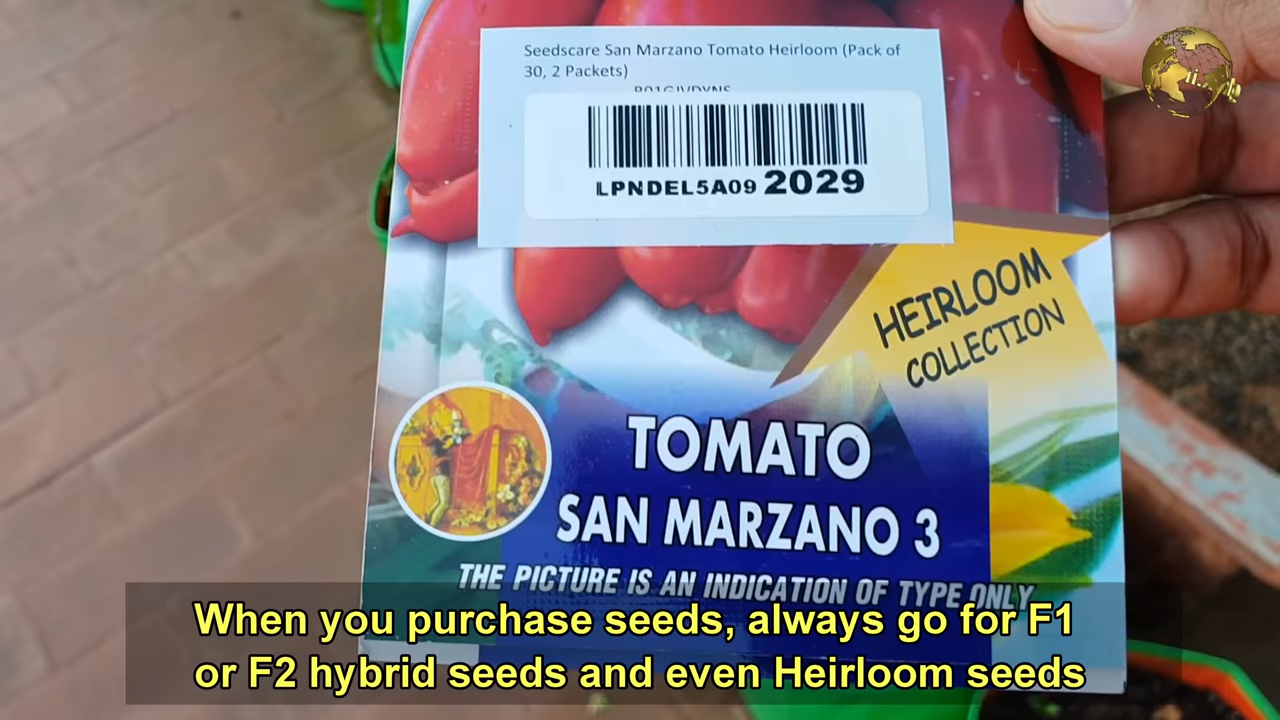 Seedscare San Marzano Tomato Heirloom (Pack of
30, 2 Packets)
LPNDEL5A09 2029
HEIRLOOM
COLLECTION
TOMATO
SAN MARZANO 3
THE PICTURE IS AN INDICATION OF TYPE ONLY
When you purchase seeds, always go for F1
or F2 hybrid seeds and even Heirloom seeds